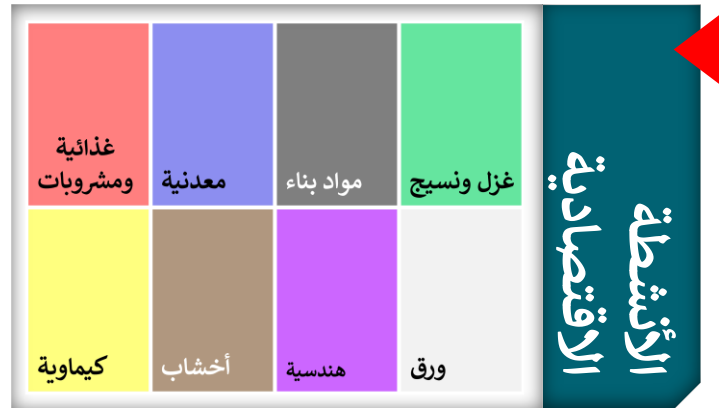 الأنشطة
الاقتصادية
غزل ونسيج
مواد بناء
معدنية
غذائية
ومشروبات
ورق
هندسية
أخشاب
كيماوية